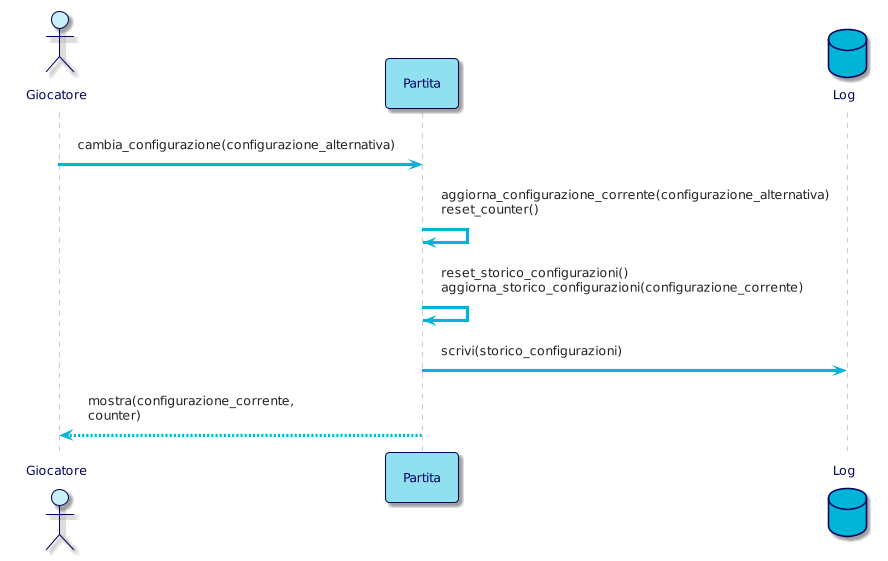 Giocatore
Partita
Log
cambia_configurazione(configurazione_alternativa)
aggiorna_configurazione_corrente(configurazione_alternativa)
reset_counter()
reset_storico_configurazioni()
aggiorna_storico_configurazioni(configurazione_corrente)
scrivi(storico_configurazioni)
mostra(configurazione_corrente,
counter)
Giocatore
Partita
Log